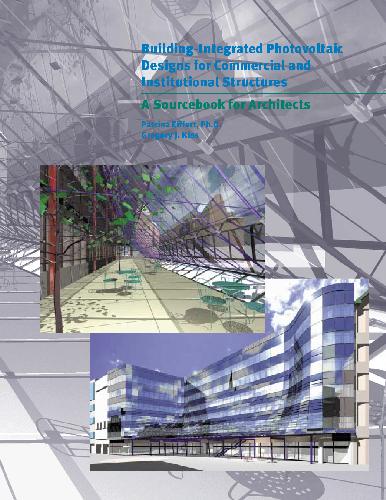 Building-Integrated Photovoltaic
Designs for Commercial and
Institutional Structures
A Sourcebook for Architects
Patrina Eiffert, Ph.D.
Gregory J. Kiss